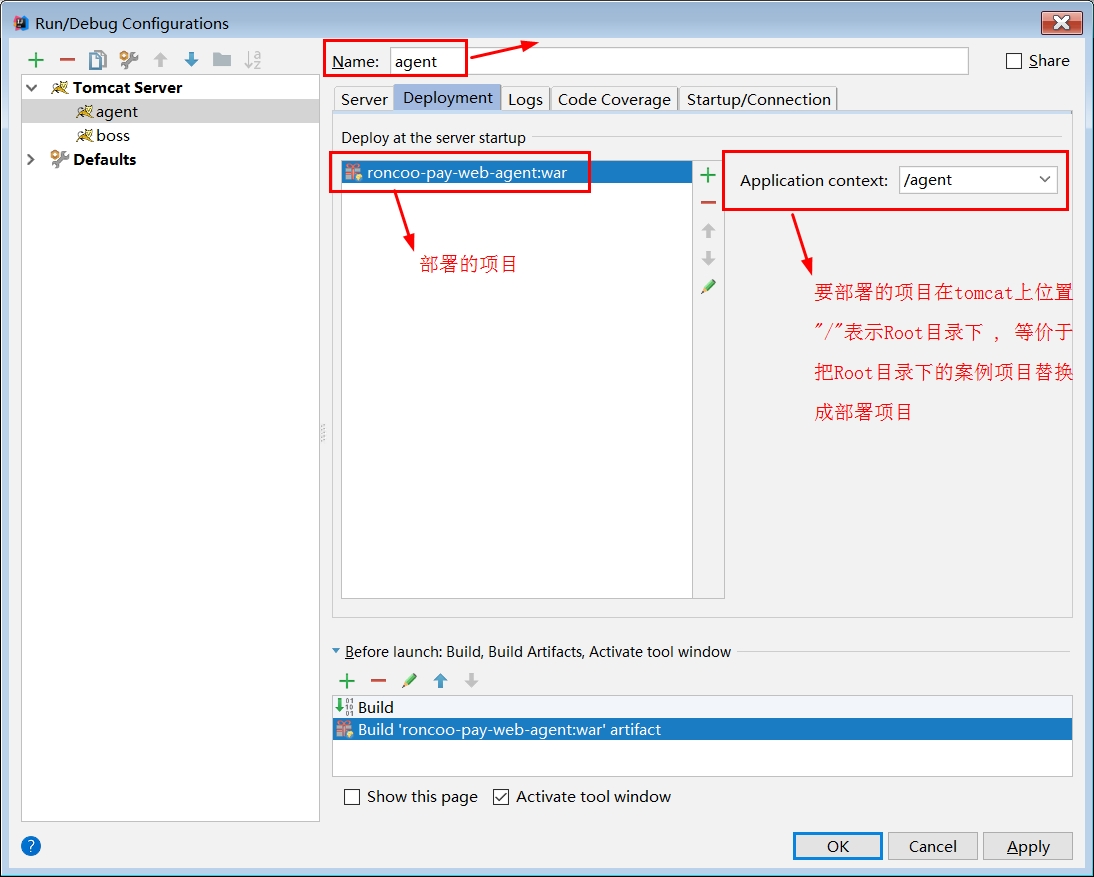 Run/Debug Configurations
Name: agent
Share
Tomcat Server
agent
boss
Defaults
Server Deployment Logs Code Coverage Startup/Connection
Deploy at the server startup
roncoo-pay-web-agent:war
Application context: /agent
部署的项目
要部署的项目在tomcat上位置
"/"表示Root目录下 , 等价于
把Root目录下的案例项目替换
成部署项目
Before launch: Build, Build Artifacts, Activate tool window
Build
Build 'roncoo-pay-web-agent:war' artifact
Show this page Activate tool window
? OK Cancel Apply